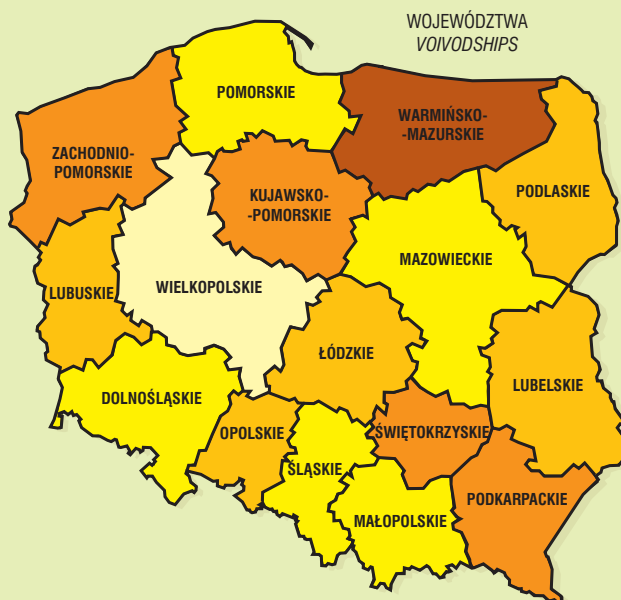 WOJEWÓDZTWA
VOIVODSHIPS
POMORSKIE
WARMIŃSKO-
-MAZURSKIE
ZACHODNIO-
POMORSKIE
KUJAWSKO-
-POMORSKIE
PODLASKIE
MAZOWIECKIE
WIELKOPOLSKIE
LUBUSKIE
ŁÓDZKIE
LUBELSKIE
DOLNOŚLĄSKIE
OPOLSKIE
ŚWIĘTOKRZYSKIE
ŚLĄSKIE
PODKARPACKIE
MAŁOPOLSKIE